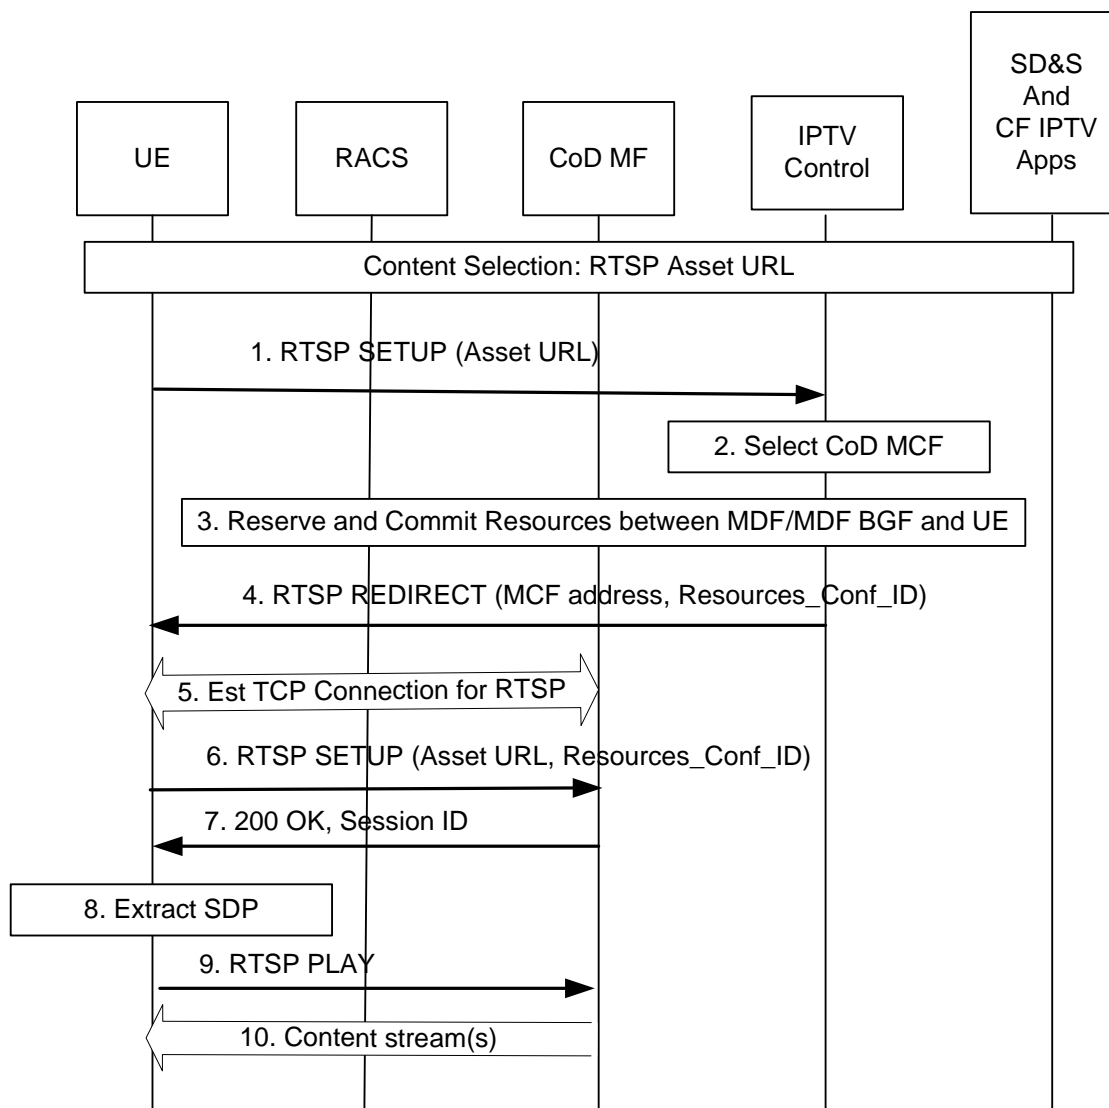 SD&S
And
CF IPTV
Apps
UE
RACS
CoD MF
IPTV
Control
Content Selection: RTSP Asset URL
1. RTSP SETUP (Asset URL)
2. Select CoD MCF
3. Reserve and Commit Resources between MDF/MDF BGF and UE
4. RTSP REDIRECT (MCF address, Resources_Conf_ID)
5. Est TCP Connection for RTSP
6. RTSP SETUP (Asset URL, Resources_Conf_ID)
7. 200 OK, Session ID
8. Extract SDP
9. RTSP PLAY
10. Content stream(s)